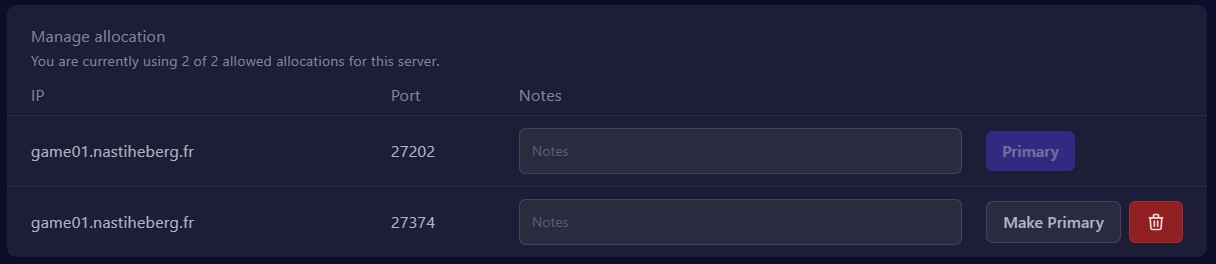 Manage allocation
You are currently using 2 of 2 allowed allocations for this server.
IP Port Notes
game01.nastiheberg.fr 27202 Notes Primary
game01.nastiheberg.fr 27374 Notes Make Primary